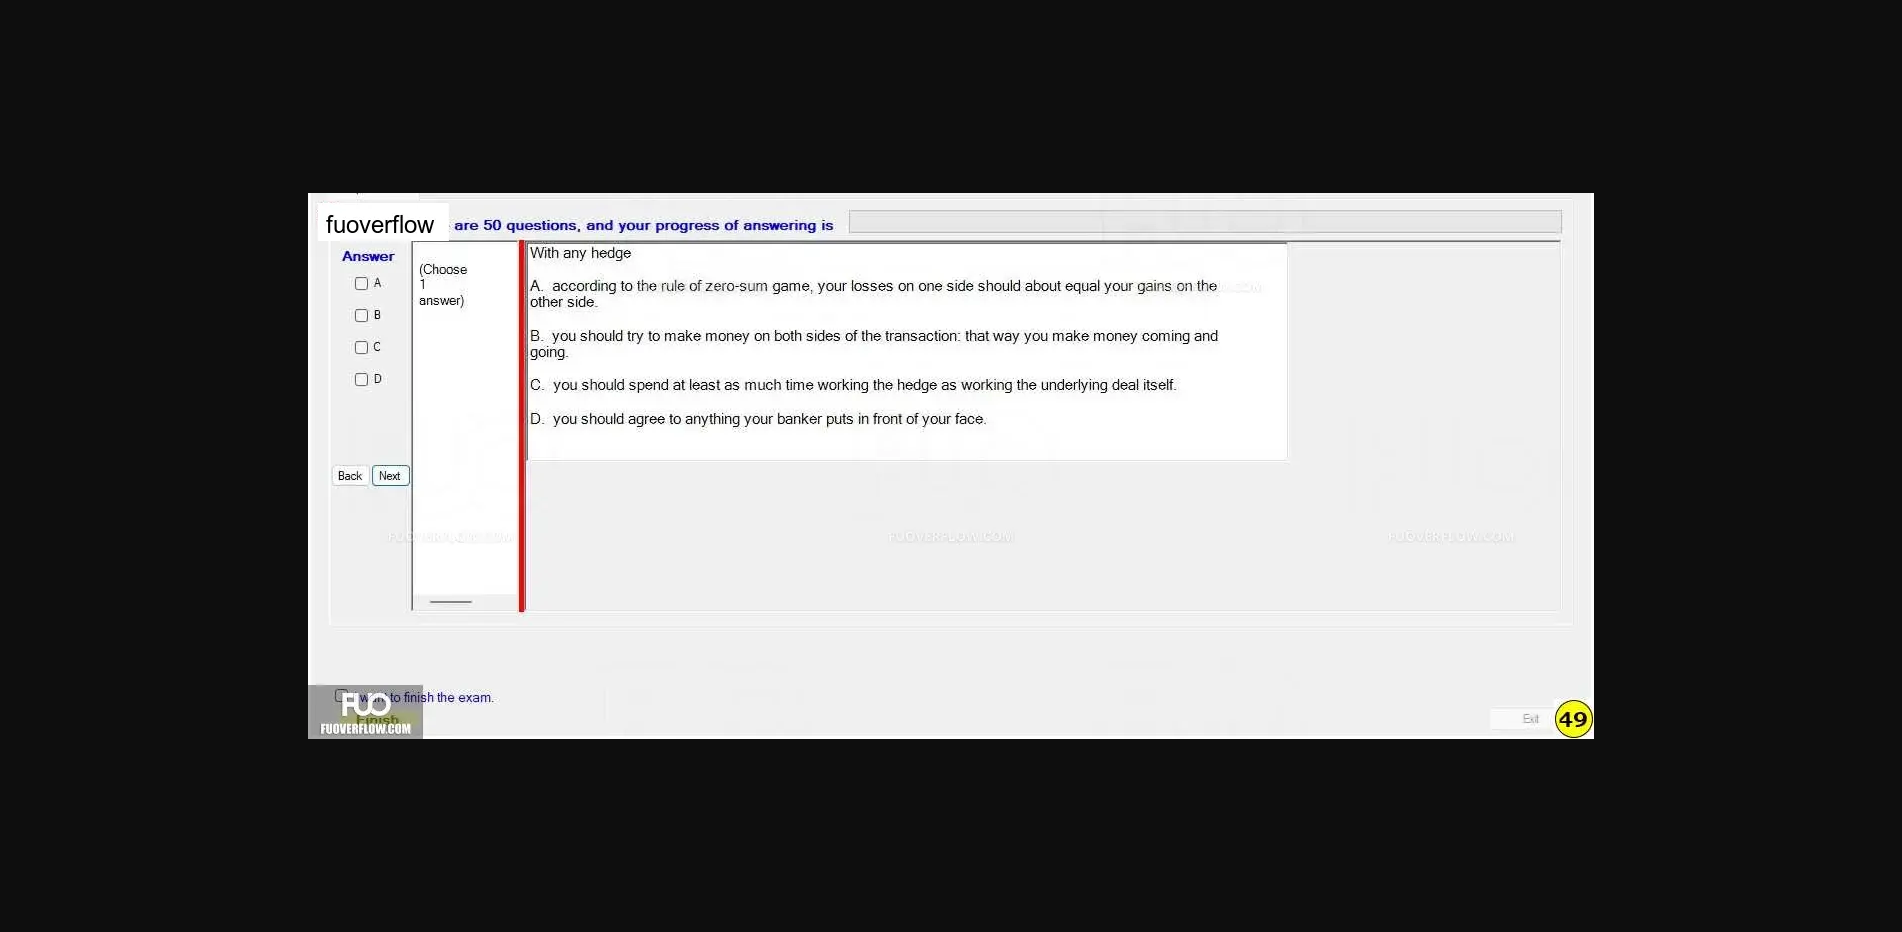 fuoverflow are 50 questions, and your progress of answering is
Answer
A
B
C
D
Back Next
(Choose
1
answer)
With any hedge
A. according to the rule of zero-sum game, your losses on one side should about equal your gains on the
other side.
B. you should try to make money on both sides of the transaction: that way you make money coming and
going.
C. you should spend at least as much time working the hedge as working the underlying deal itself.
D. you should agree to anything your banker puts in front of your face.
FUOVERFLOW.COM FUOVERFLOW.COM FUOVERFLOW.COM
want to finish the exam.
FUO
Finish
FUOVERFLOW.COM
Exit 49